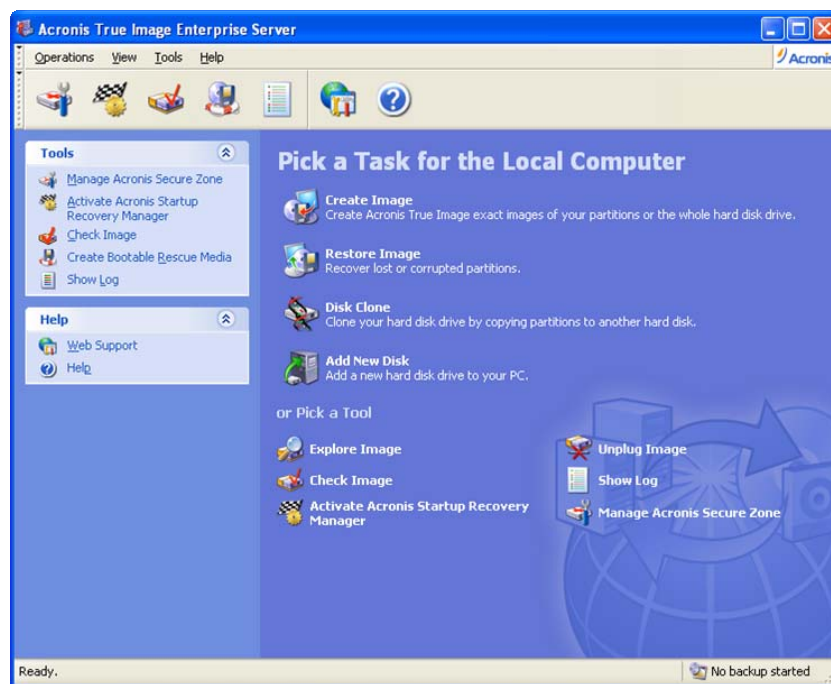 Acronis True Image Enterprise Server
Operations View Tools Help
Acronis
Tools
Manage Acronis Secure Zone
Activate Acronis Startup
Recovery Manager
Check Image
Create Bootable Rescue Media
Show Log
Help
Web Support
Help
Pick a Task for the Local Computer
Create Image
Create Acronis True Image exact images of your partitions or the whole hard disk drive.
Restore Image
Recover lost or corrupted partitions.
Disk Clone
Clone your hard disk drive by copying partitions to another hard disk.
Add New Disk
Add a new hard disk drive to your PC.
or Pick a Tool
Explore Image
Check Image
Activate Acronis Startup Recovery
Manager
Unplug Image
Show Log
Manage Acronis Secure Zone
Ready.
No backup started